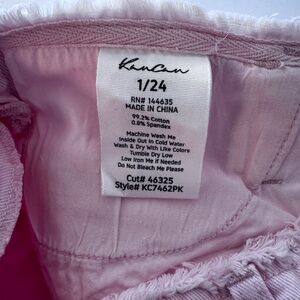 KanCan
1/24
RN# 144635
MADE IN CHINA
99.2% Cotton
0.8% Spandex
Machine Wash Me
Inside Out in Cold Water
Wash & Dry with Like Colors
Tumble Dry Low
Low Iron Me if Needed
Do Not Bleach Me Please
Cut# 46325
Style# KC7462PK